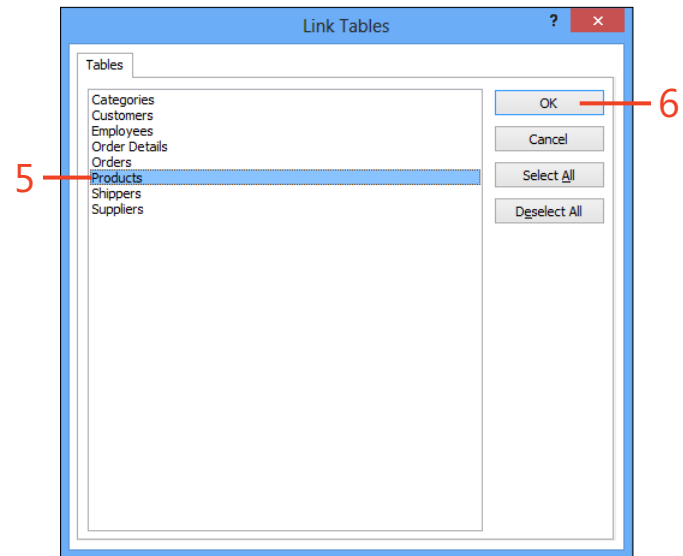 Link Tables ?
Tables
Categories
Customers
Employees
Order Details
Orders
5 Products
Shippers
Suppliers
OK 6
Cancel
Select All
Deselect All